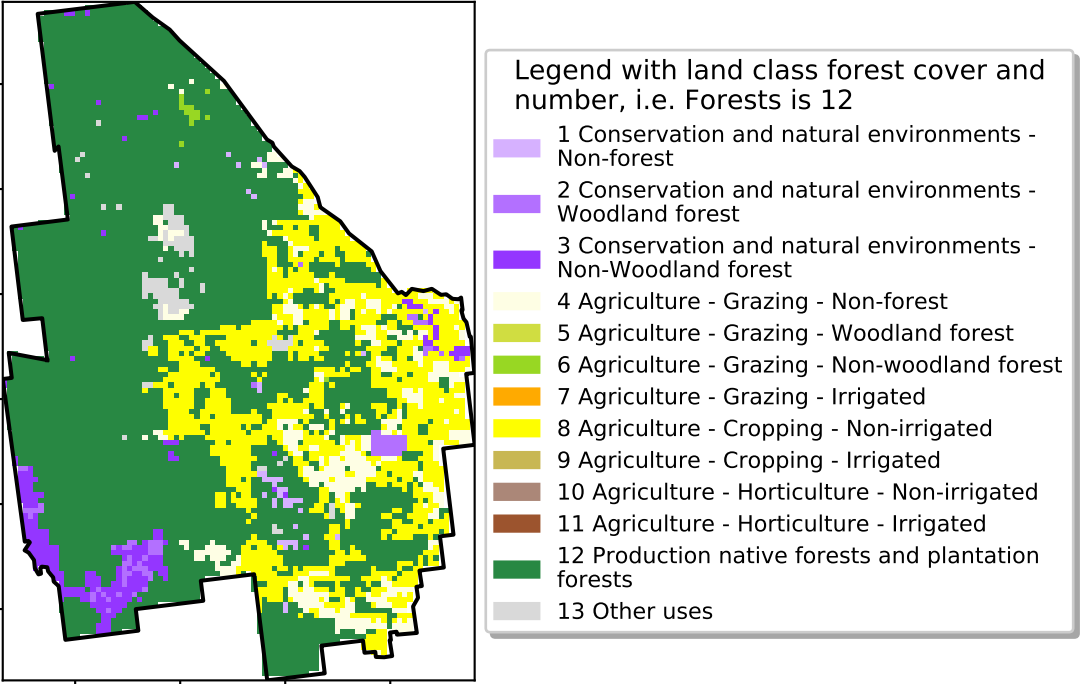 Legend with land class forest cover and
number, i.e. Forests is 12
1 Conservation and natural environments -
Non-forest
2 Conservation and natural environments -
Woodland forest
3 Conservation and natural environments -
Non-Woodland forest
4 Agriculture - Grazing - Non-forest
5 Agriculture - Grazing - Woodland forest
6 Agriculture - Grazing - Non-woodland forest
7 Agriculture - Grazing - Irrigated
8 Agriculture - Cropping - Non-irrigated
9 Agriculture - Cropping - Irrigated
10 Agriculture - Horticulture - Non-irrigated
11 Agriculture - Horticulture - Irrigated
12 Production native forests and plantation
forests
13 Other uses